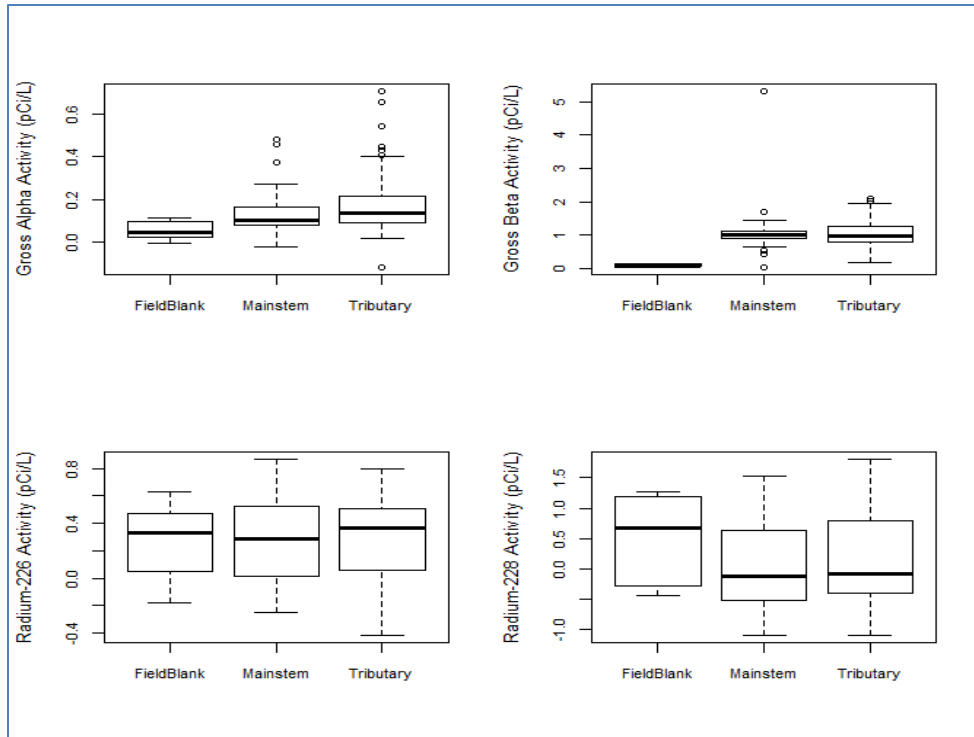 Gross Alpha Activity (pCi/L)
0.6
0.4
0.2
0.0
FieldBlank Mainstem Tributary
Gross Beta Activity (pCi/L)
5
4
3
2
1
0
FieldBlank Mainstem Tributary
Radium-226 Activity (pCi/L)
0.8
0.4
0.0
-0.4
FieldBlank Mainstem Tributary
Radium-228 Activity (pCi/L)
1.5
1.0
0.5
0.0
-1.0
FieldBlank Mainstem Tributary